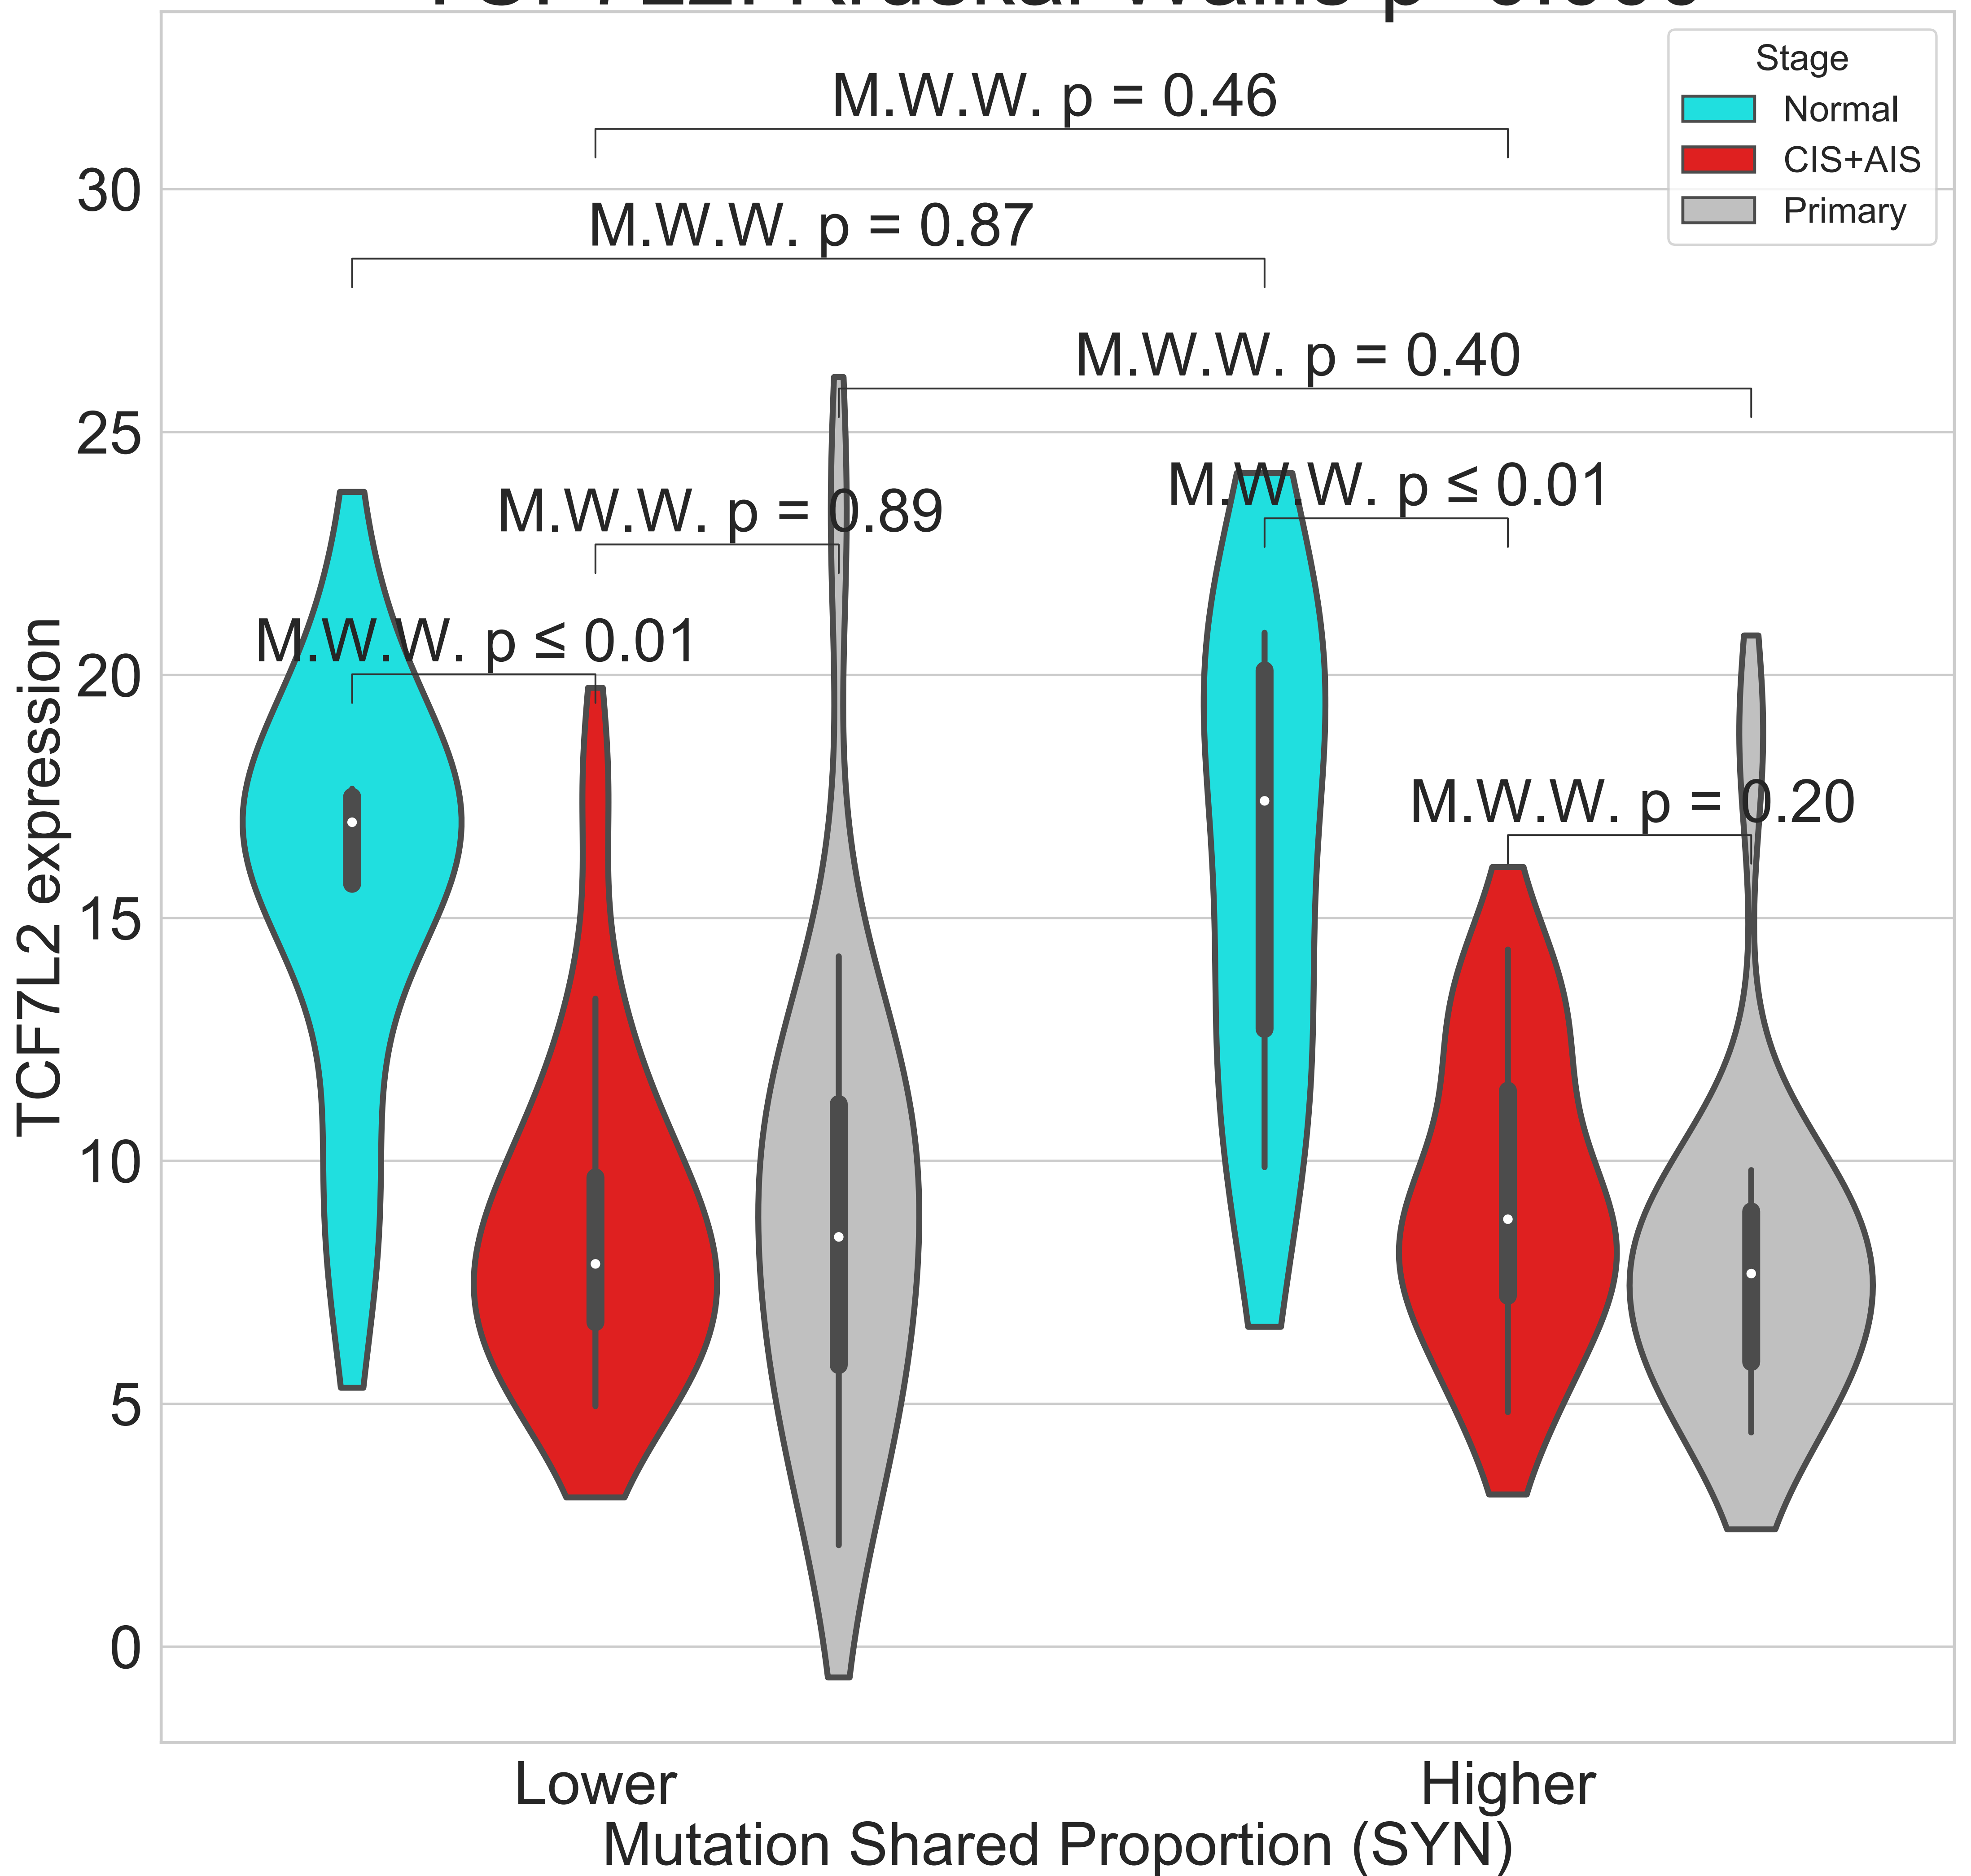 Stage
Normal
CIS+AIS
Primary
M.W.W. p = 0.46
M.W.W. p = 0.87
M.W.W. p = 0.40
M.W.W. p ≤ 0.01
M.W.W. p = 0.89
M.W.W. p ≤ 0.01
M.W.W. p = 0.20
30
25
20
15
10
5
0
TCF7L2 expression
Lower
Higher
Mutation Shared Proportion (SYN)